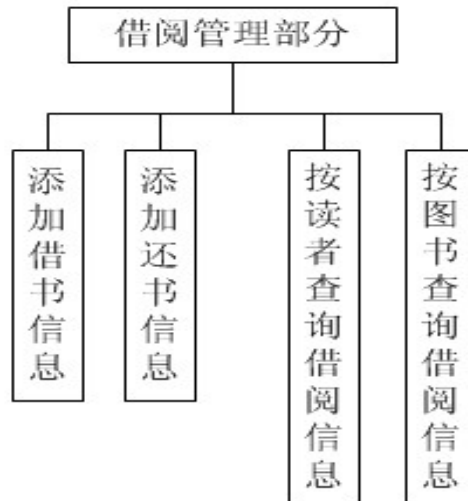 借阅管理部分
添加借书信息
添加还书信息
按读者查询借阅信息
按图书查询借阅信息